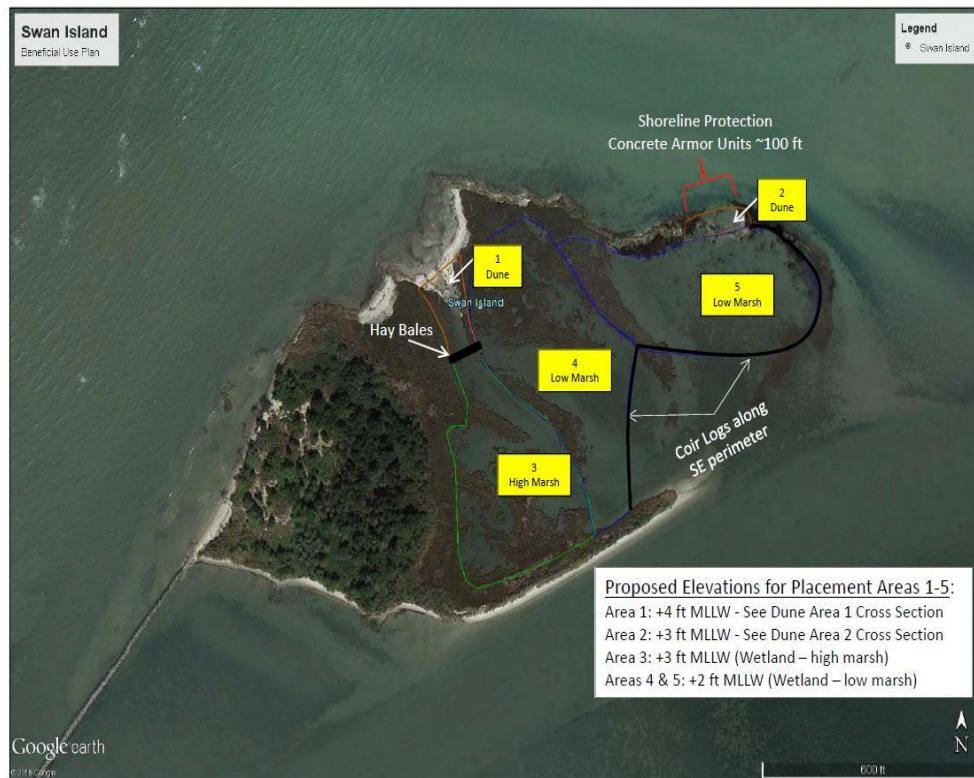 Swan Island
Beneficial Use Plan
Legend
Swan Island
Shoreline Protection
Concrete Armor Units ~100 ft
2
Dune
1
Dune
5
Low Marsh
Swan Island
Hay Bales
4
Low Marsh
Coir Logs along
SE perimeter
3
High Marsh
Proposed Elevations for Placement Areas 1-5:
Area 1: +4 ft MLLW - See Dune Area 1 Cross Section
Area 2: +3 ft MLLW - See Dune Area 2 Cross Section
Area 3: +3 ft MLLW (Wetland – high marsh)
Areas 4 & 5: +2 ft MLLW (Wetland – low marsh)
N
Google earth
600 ft